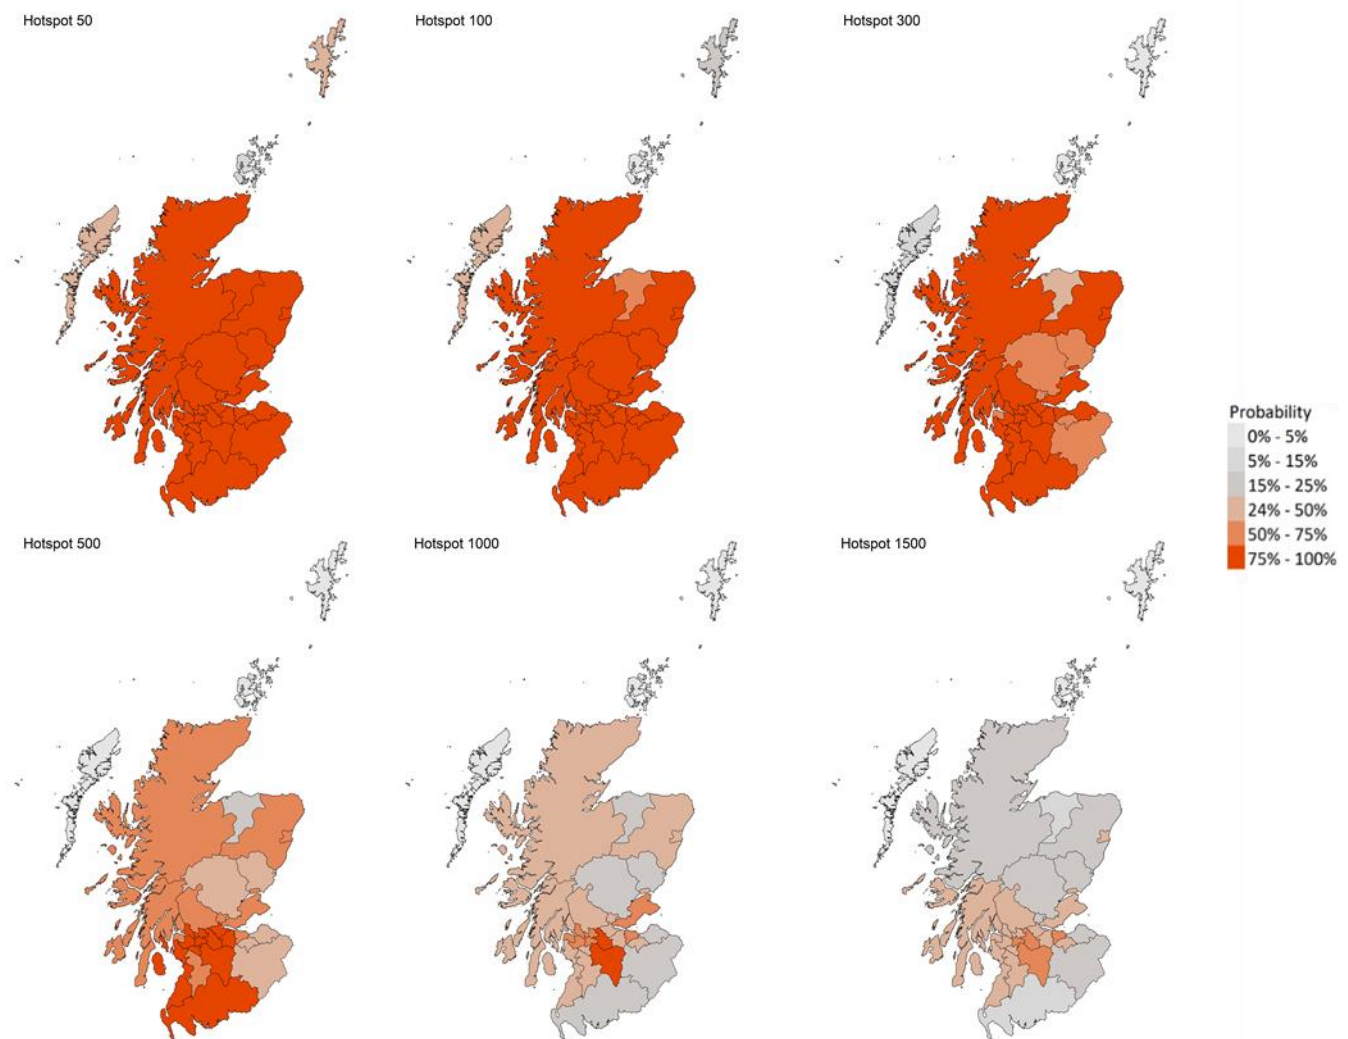 Hotspot 50
Hotspot 100
Hotspot 300
Probability
0% - 5%
5% - 15%
15% - 25%
24% - 50%
50% - 75%
75% - 100%
Hotspot 500
Hotspot 1000
Hotspot 1500